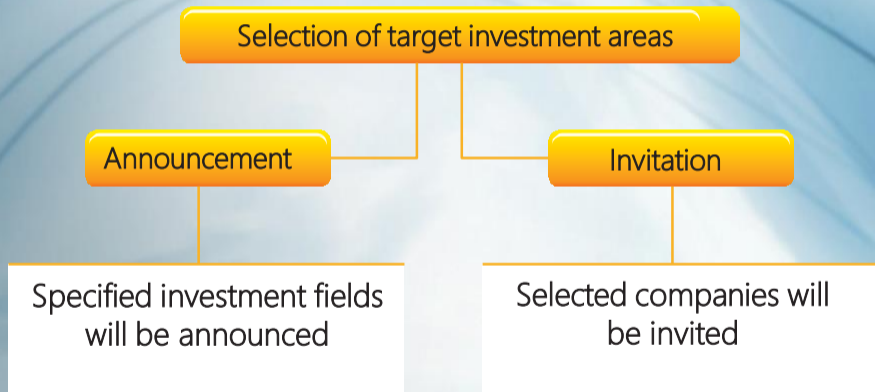 Selection of target investment areas
Announcement
Invitation
Specified investment fields
will be announced
Selected companies will
be invited